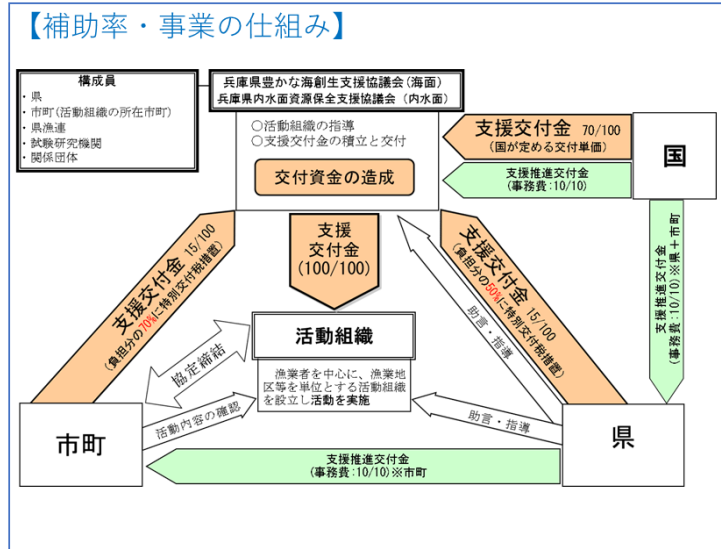 【補助率・事業の仕組み】
構成員
・県
・市町(活動組織の所在市町)
・県漁連
・試験研究機関
・関係団体
兵庫県豊かな海創生支援協議会(海面)
兵庫県内水面資源保全支援協議会(内水面)
○活動組織の指導
○支援交付金の積立と交付
交付資金の造成
支援交付金 70/100
(国が定める交付単価)
支援推進交付金
(事務費:10/10)
国
支援交付金 15/100
(負担分の70%に特別交付税措置)
支援
交付金
(100/100)
支援交付金 15/100
(負担分の50%に特別交付税措置)
助言・指導
支援推進交付金
(事務費:10/10)※県+市町
協定締結
活動組織
漁業者を中心に、漁業地
区等を単位とする活動組織
を設立し活動を実施
市町
活動内容の確認
助言・指導
県
支援推進交付金
(事務費:10/10)※市町